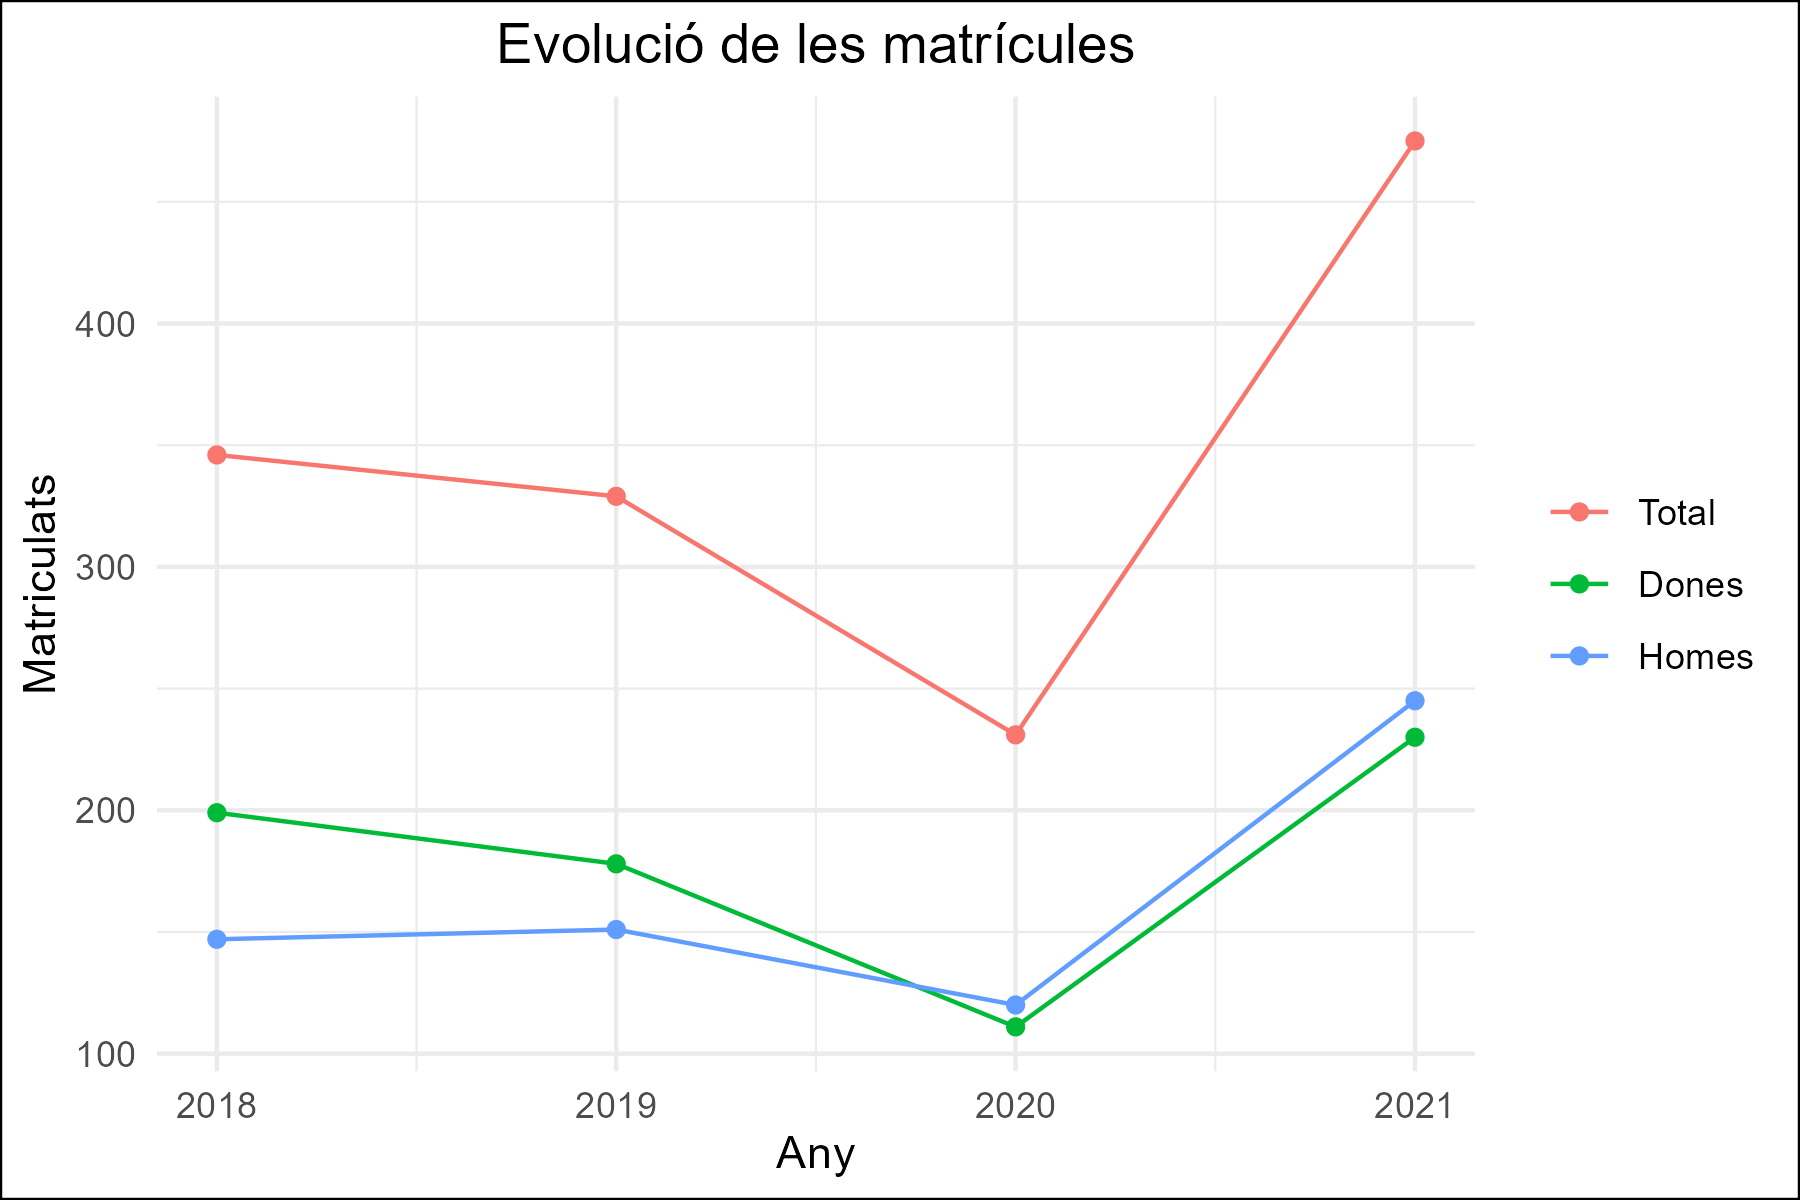 Evolució de les matrícules
Matriculats
400
300
200
100
2018
2019
2020
2021
Any
Total
Dones
Homes